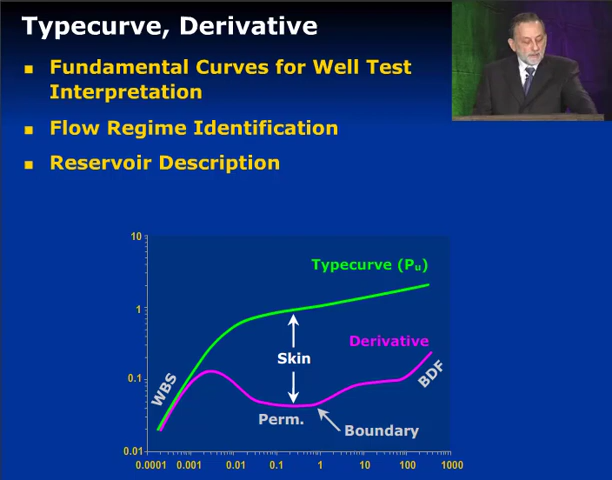 Typecurve, Derivative
Fundamental Curves for Well Test
Interpretation
Flow Regime Identification
Reservoir Description
10
1
0.1
0.01
Typecurve (Pu)
Derivative
Skin
WBS
BDF
Perm.
Boundary
0.0001 0.001 0.01 0.1 1 10 100 1000